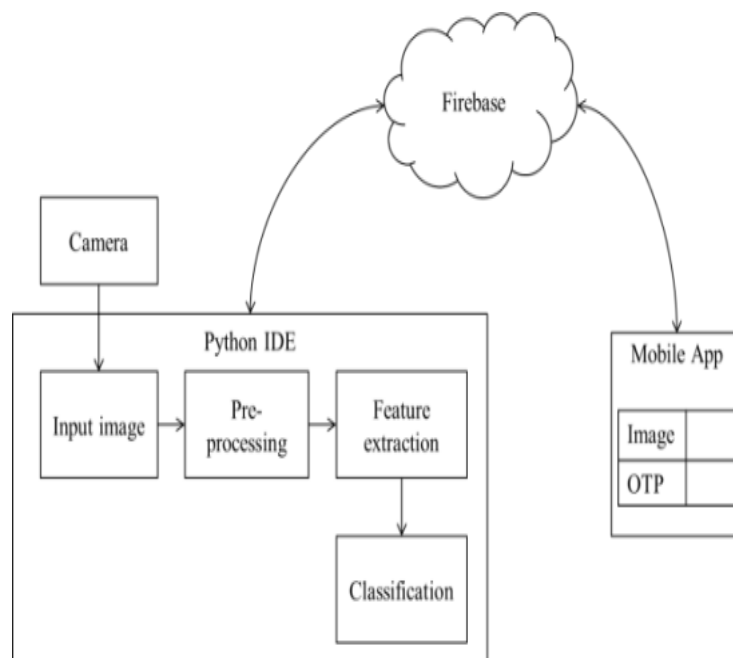 Firebase
Camera
Python IDE
Input image
Pre-
processing
Feature
extraction
Classification
Mobile App
Image
OTP